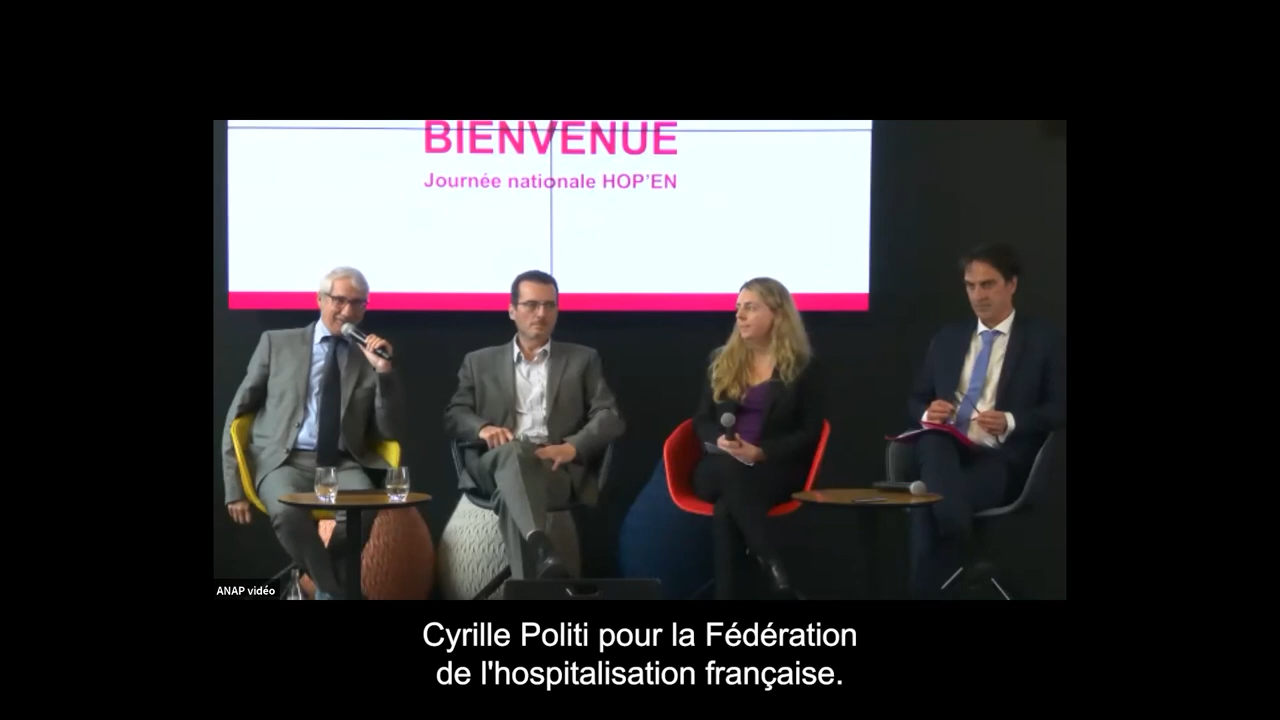 BIENVENUE
Journée nationale HOP'EN
ANAP vidéo
Cyrille Politi pour la Fédération
de l'hospitalisation française.